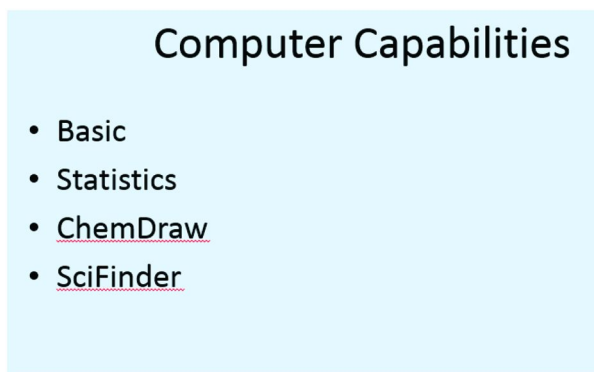 Computer Capabilities
• Basic
• Statistics
• ChemDraw
• SciFinder